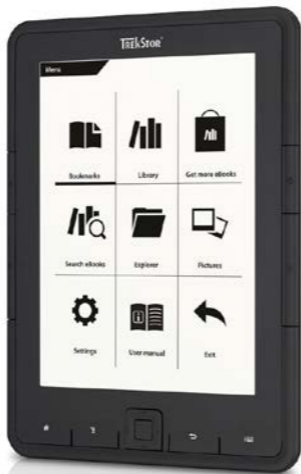 TREKSTOR
Menu
Bookmarks
Library
Get more eBooks
Search eBooks
Explorer
Pictures
Settings
User manual
Exit